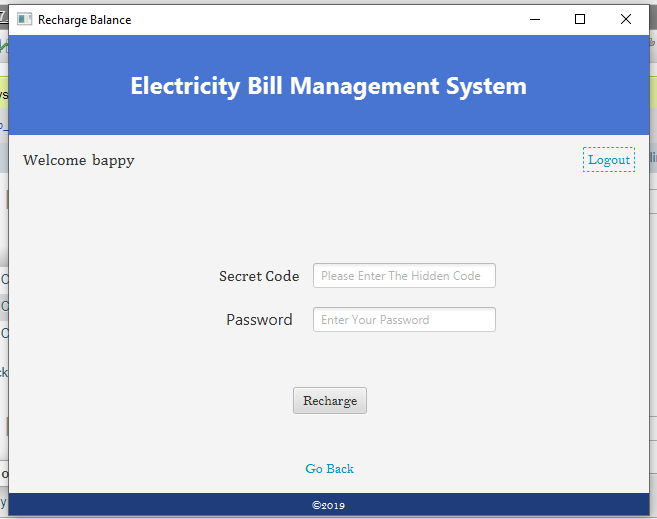 Recharge Balance
Electricity Bill Management System
Welcome bappy
Logout
Secret Code
Please Enter The Hidden Code
Password
Enter Your Password
Recharge
Go Back
©2019